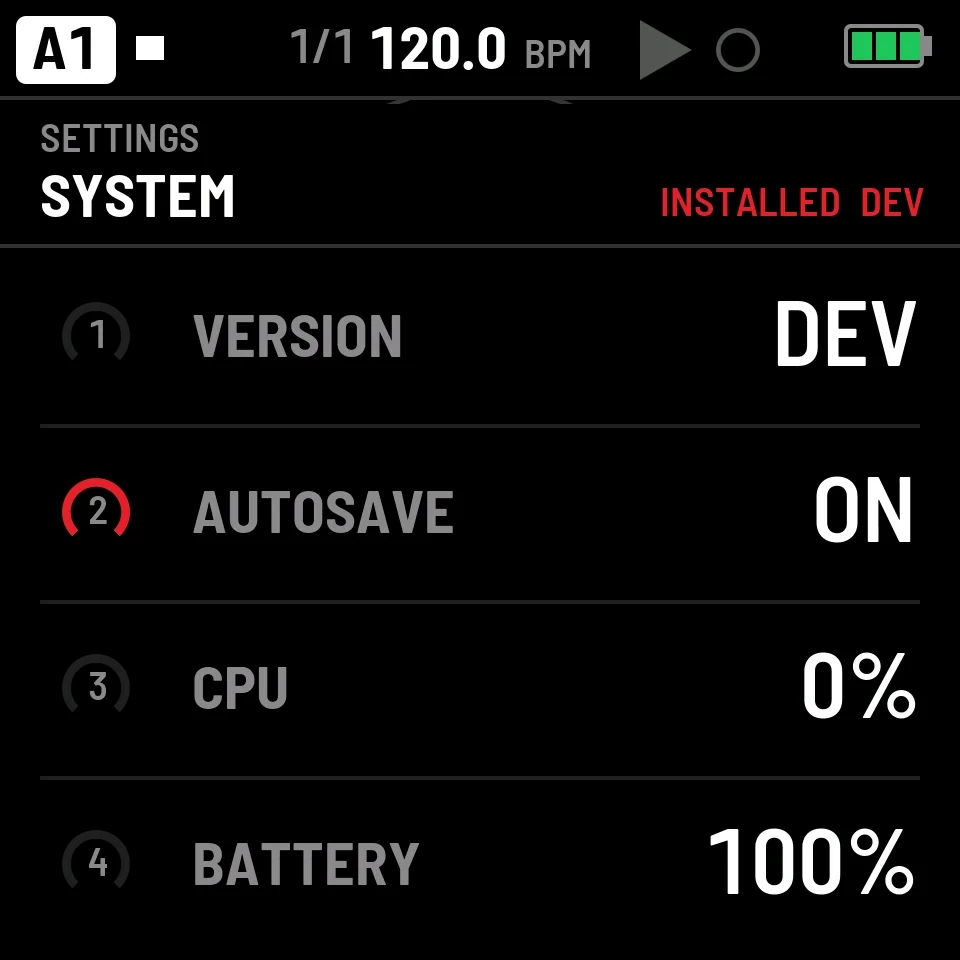 A1 1/1 120.0 BPM
SETTINGS
SYSTEM INSTALLED DEV
1 VERSION DEV
2 AUTOSAVE ON
3 CPU 0%
4 BATTERY 100%